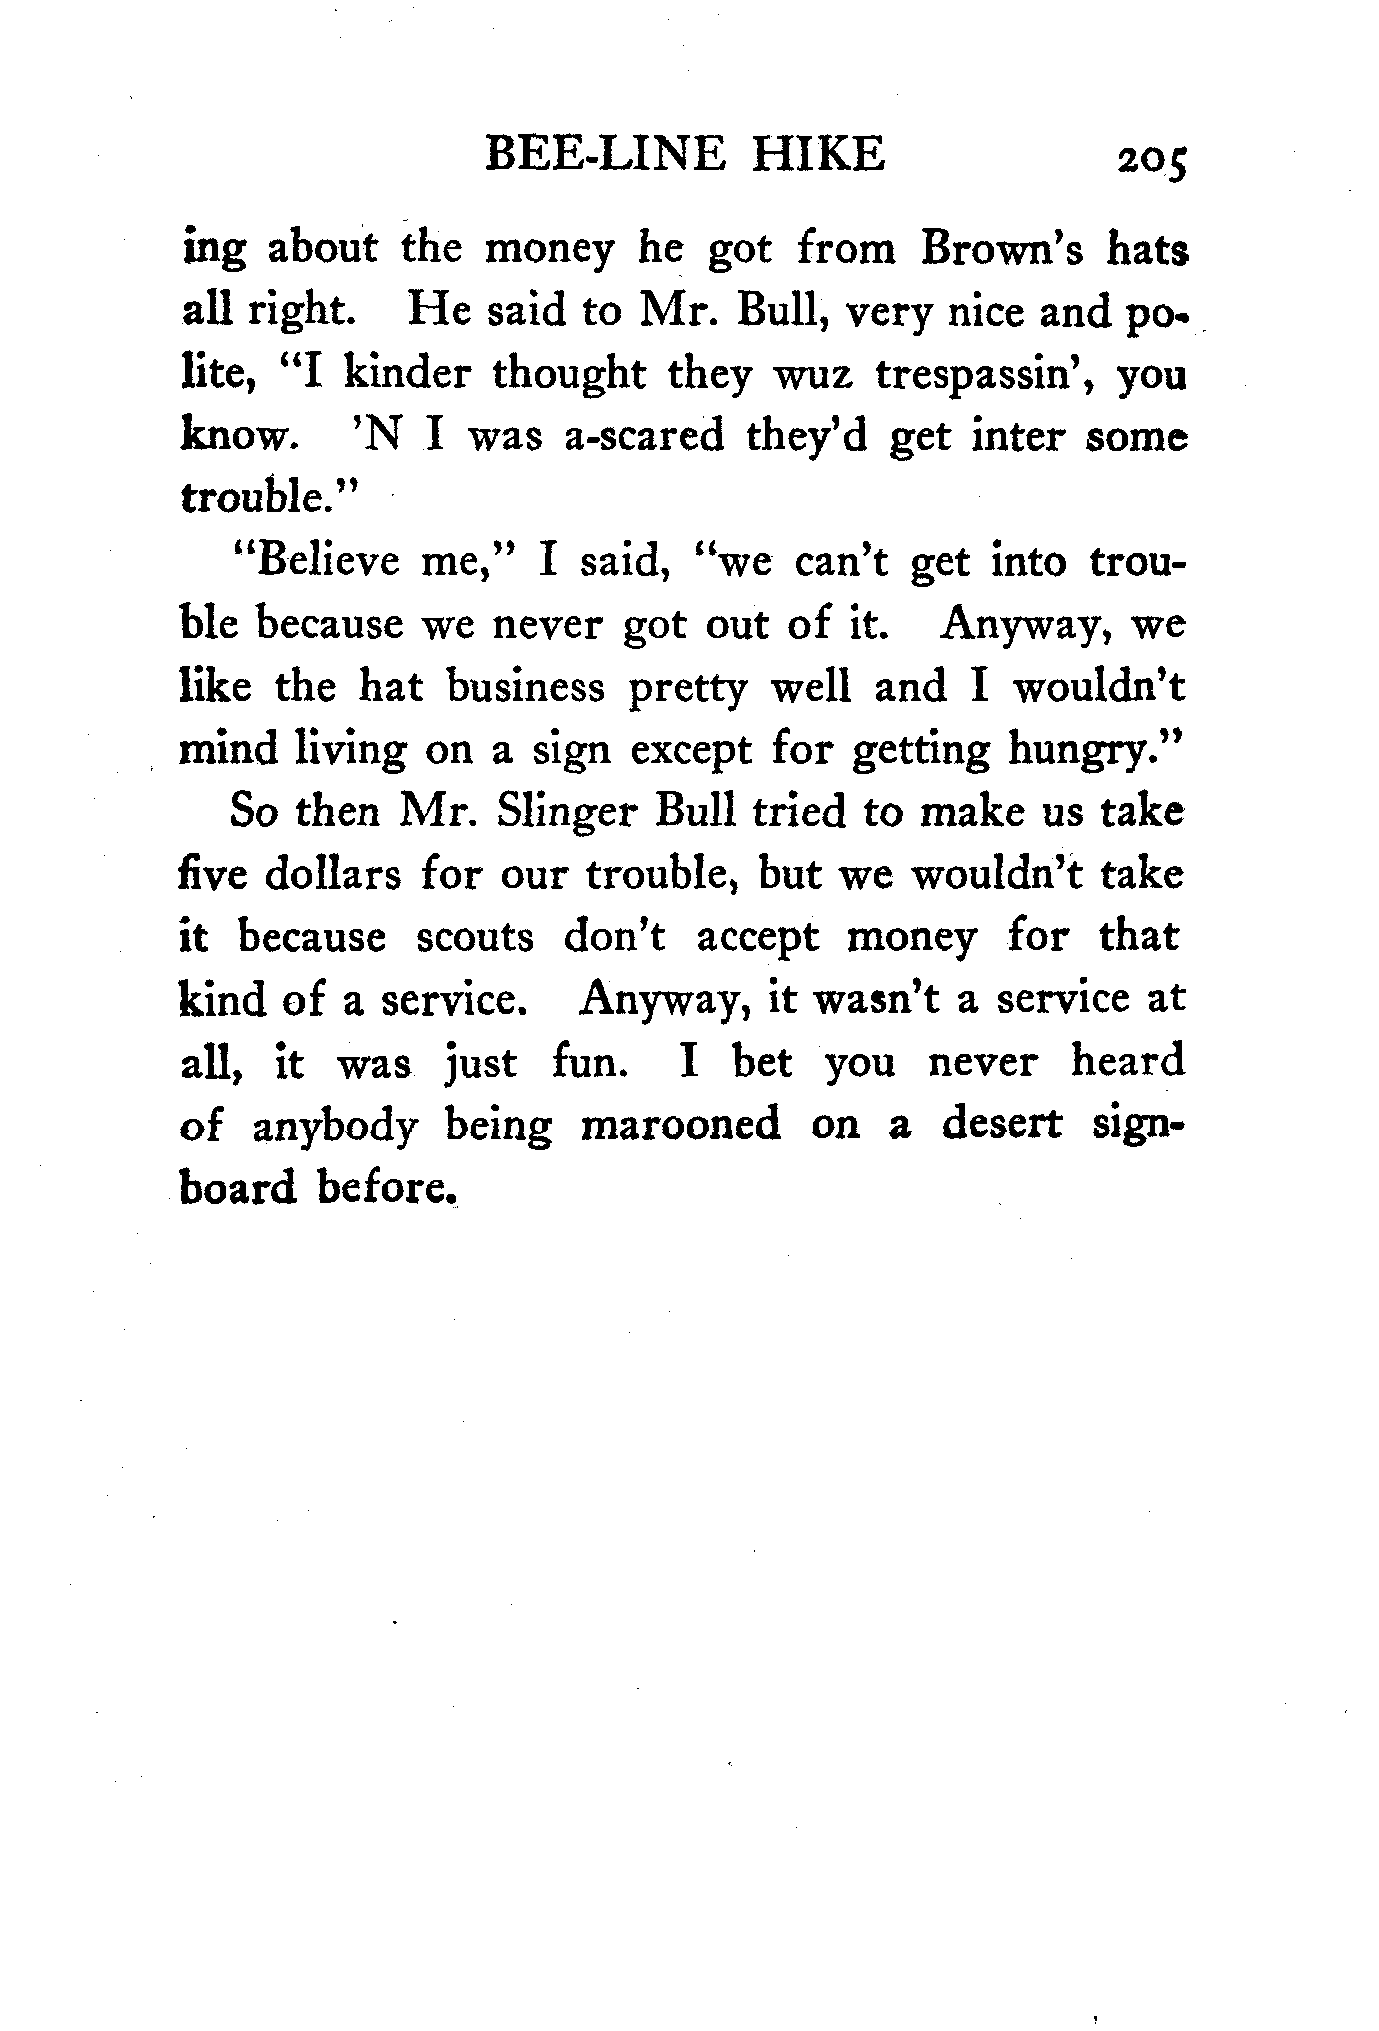 BEE-LINE HIKE 205
ing about the money he got from Brown's hats
all right. He said to Mr. Bull, very nice and po-
lite, "I kinder thought they wuz trespassin', you
know. 'N I was a-scared they'd get inter some
trouble."
"Believe me," I said, "we can't get into trou-
ble because we never got out of it. Anyway, we
like the hat business pretty well and I wouldn't
mind living on a sign except for getting hungry."
So then Mr. Slinger Bull tried to make us take
five dollars for our trouble, but we wouldn't take
it because scouts don't accept money for that
kind of a service. Anyway, it wasn't a service at
all, it was just fun. I bet you never heard
of anybody being marooned on a desert sign-
board before.